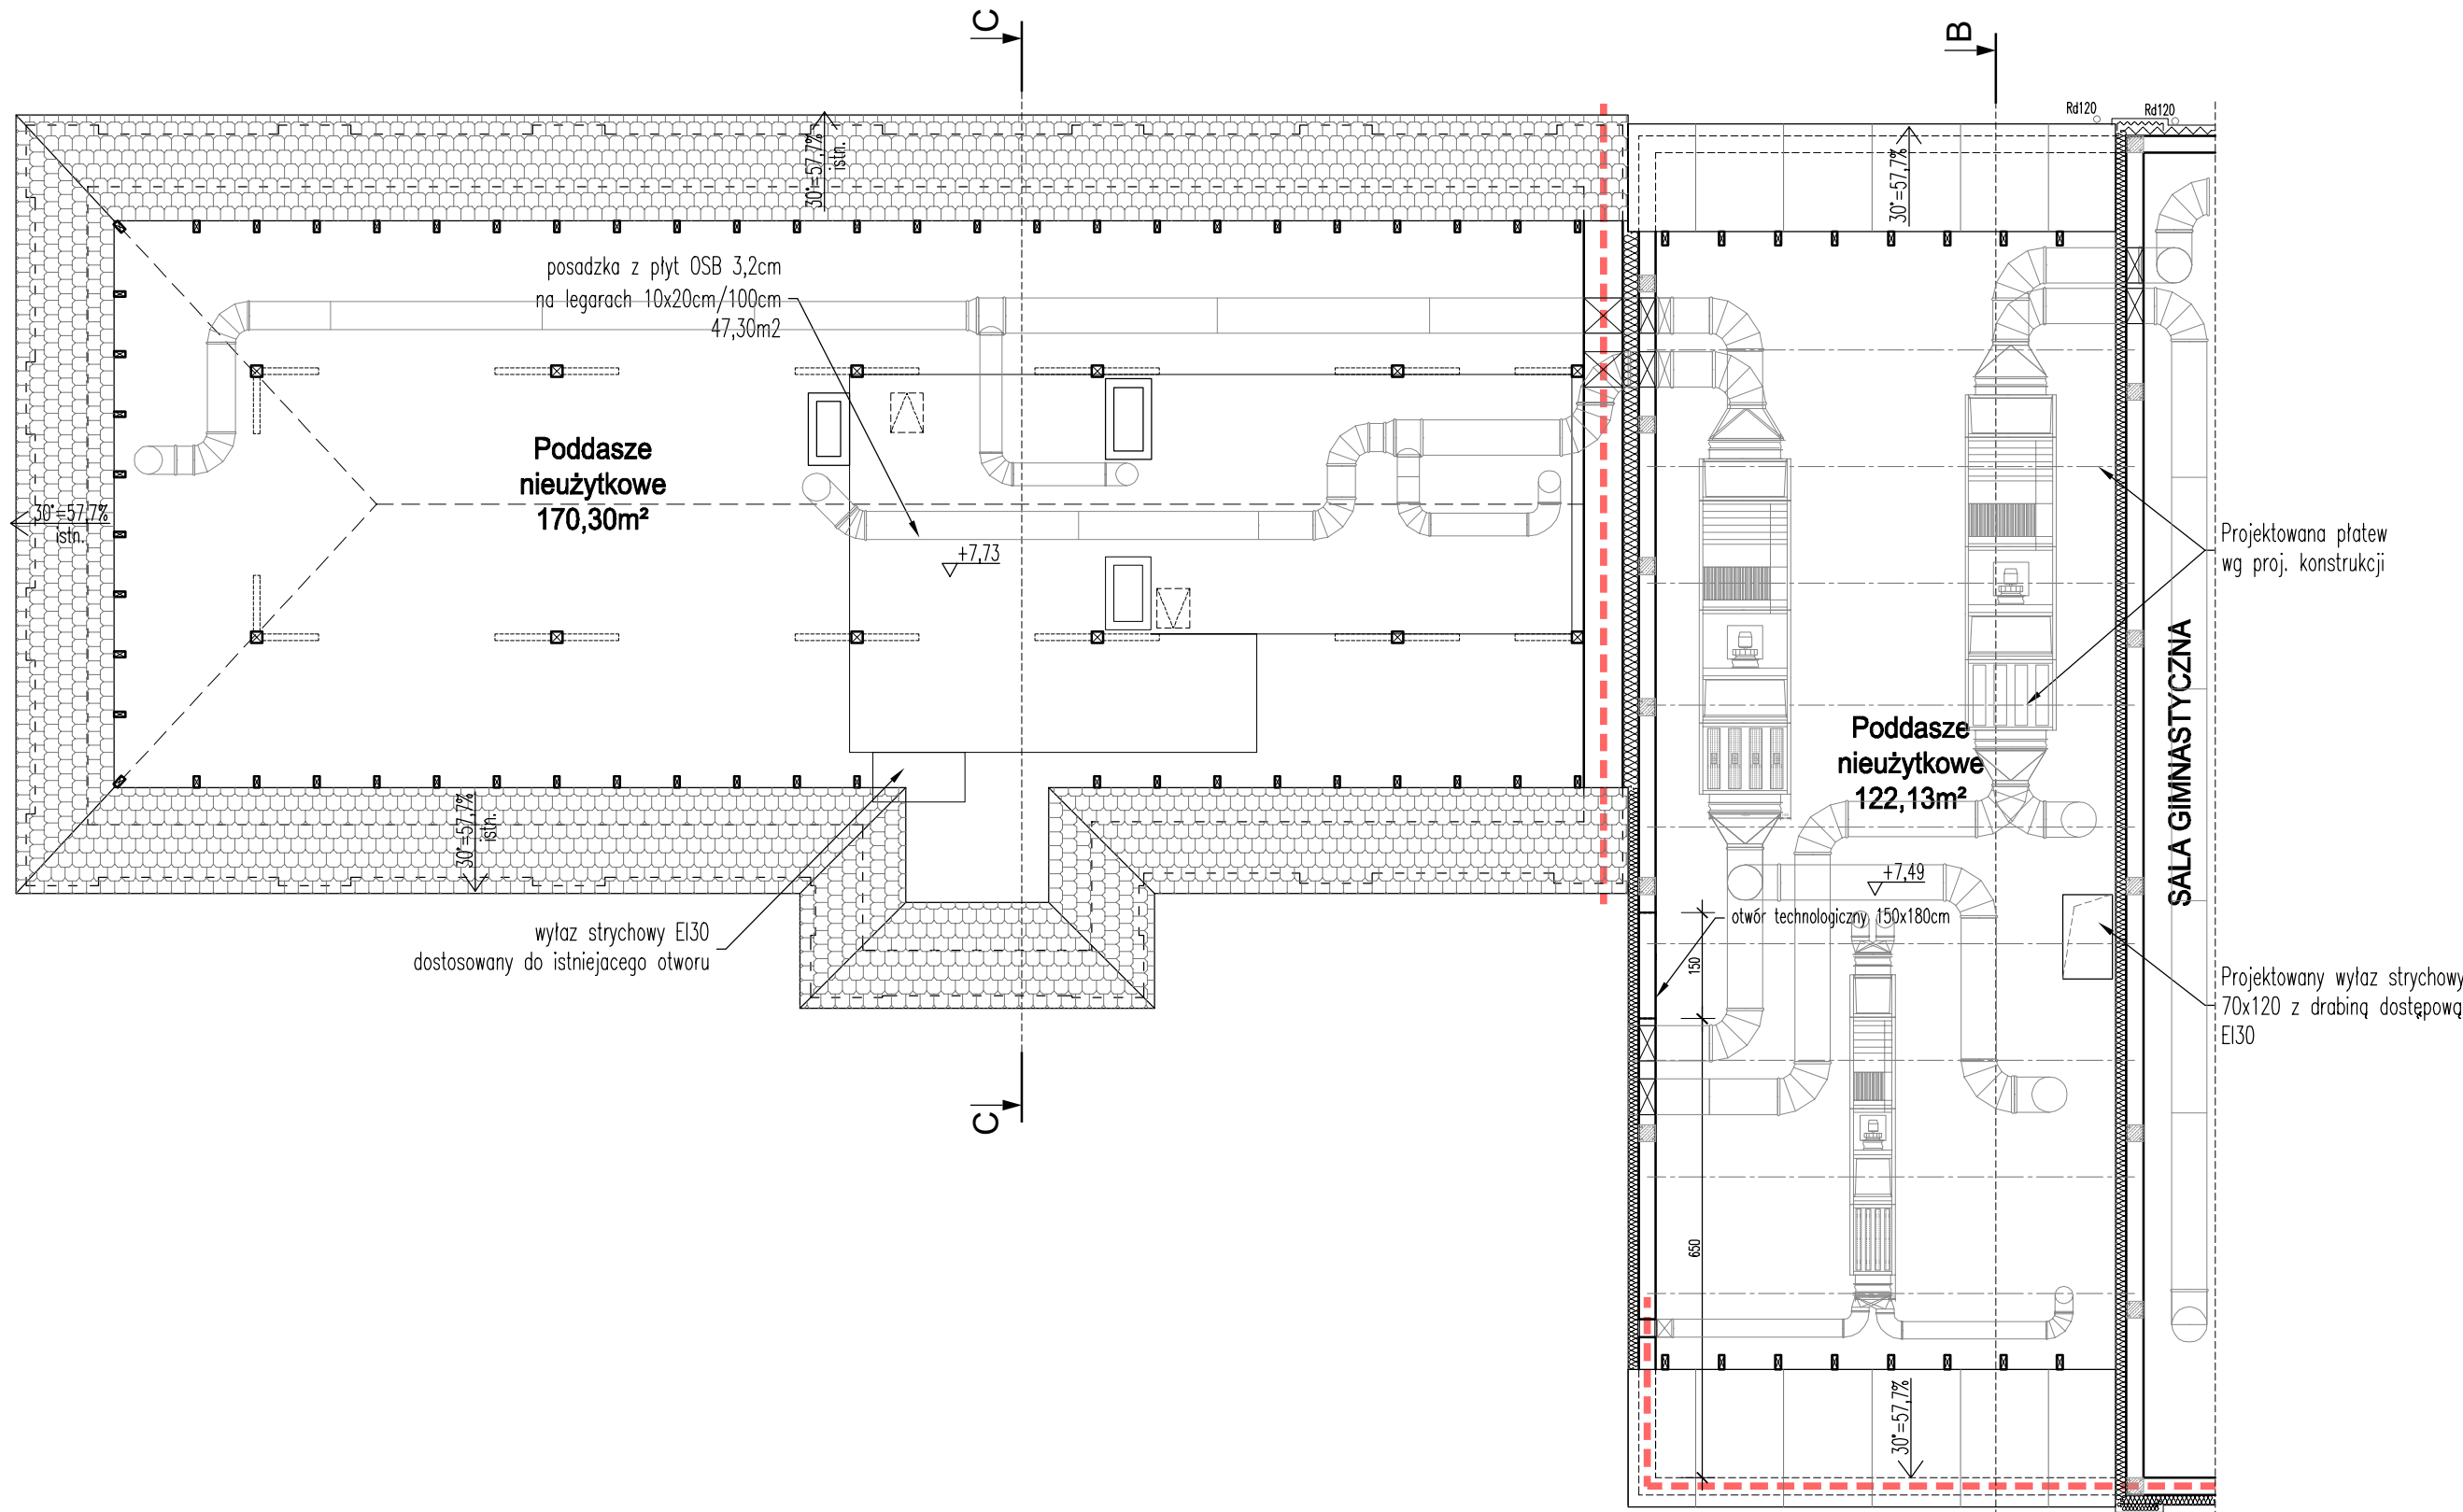 C
B
Rd120
Rd120
30°=57,7%
istn.
30°=57,7%
posadzka z płyt OSB 3,2cm
na legarach 10x20cm/100cm
47,30m2
Poddasze
nieużytkowe
170,30m²
30°=57,7%
istn.
+7,73
Projektowana płatew
wg proj. konstrukcji
SALA GIMNASTYCZNA
Poddasze
nieużytkowe
122,13m²
30°=57,7%
istn.
+7,49
otwór technologiczny 150x180cm
wyłaz strychowy EI30
dostosowany do istniejacego otworu
150
Projektowany wyłaz strychowy
70x120 z drabiną dostępową
EI30
C
650
30°=57,7%